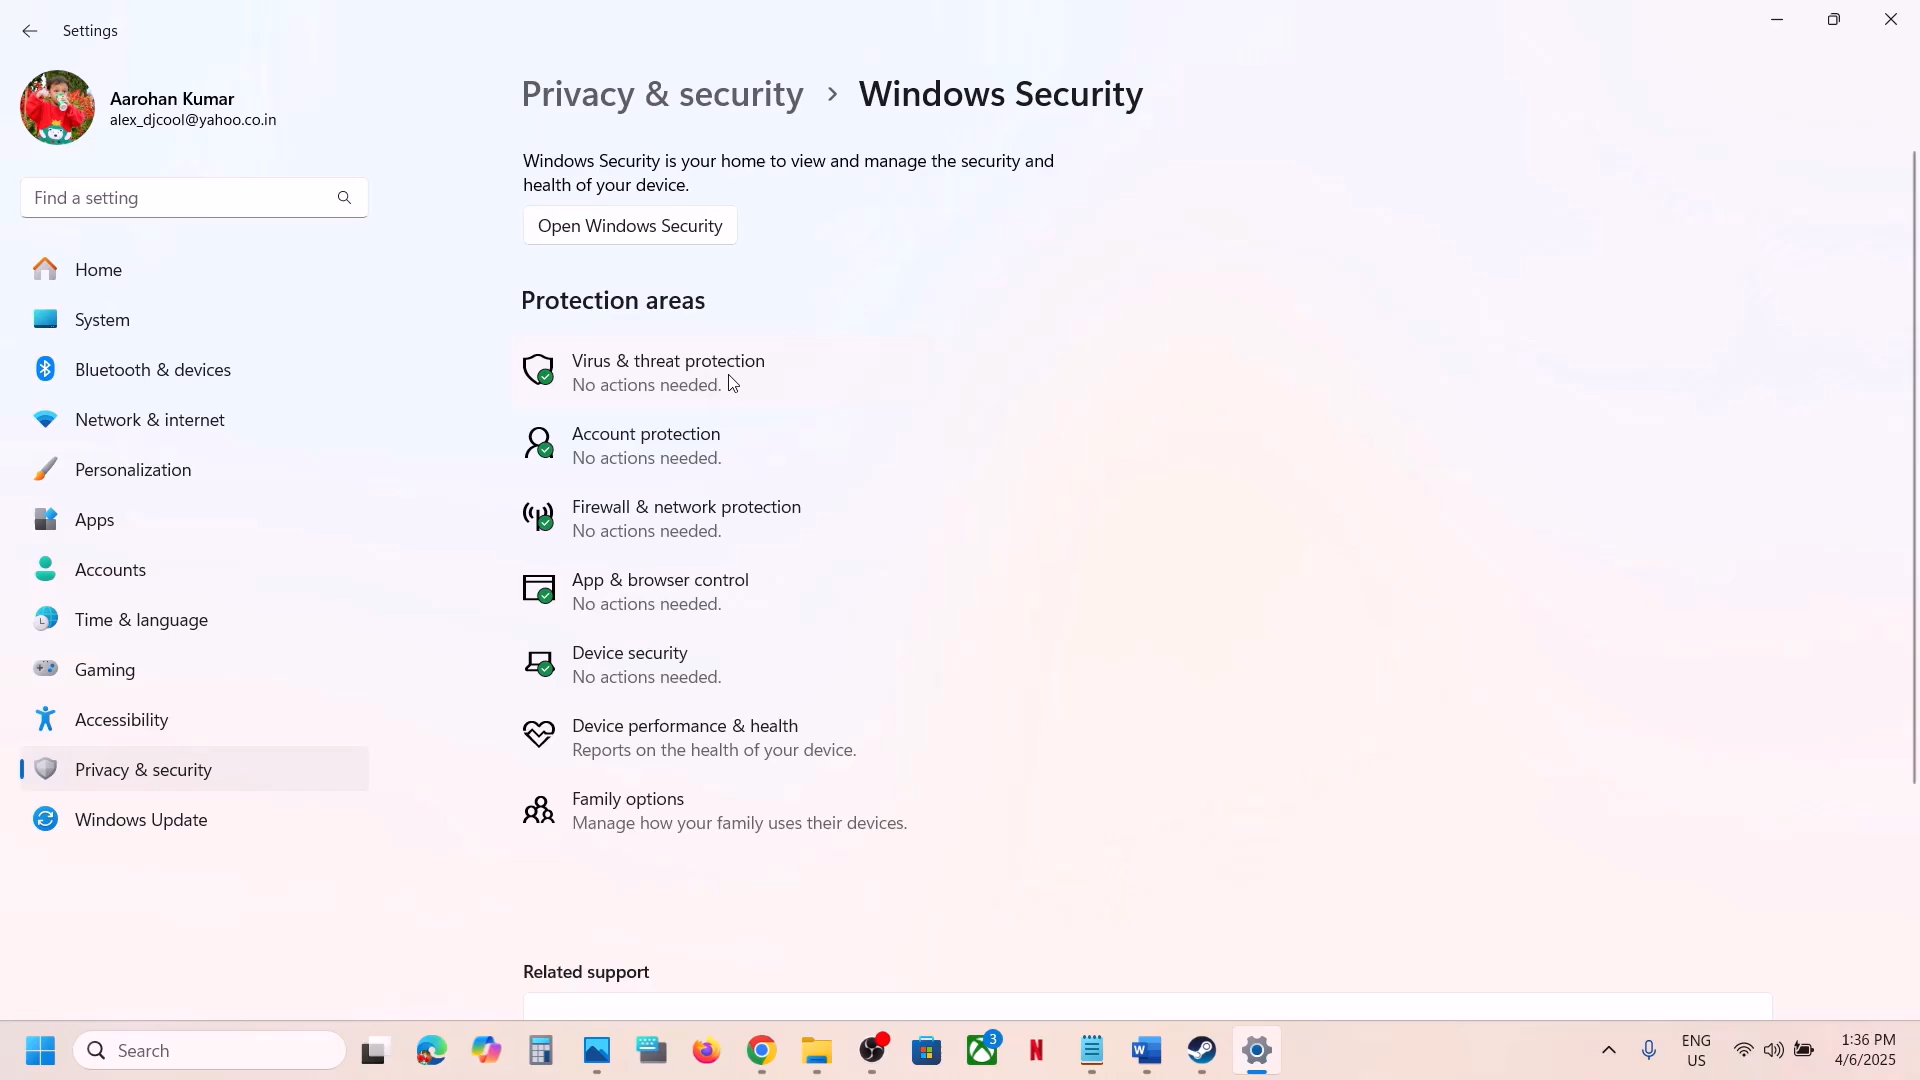 Settings
Aarohan Kumar
alex_djcool@yahoo.co.in
Find a setting
Home
System
Bluetooth & devices
Network & internet
Personalization
Apps
Accounts
Time & language
Gaming
Accessibility
Privacy & security
Windows Update
Privacy & security > Windows Security
Windows Security is your home to view and manage the security and
health of your device.
Open Windows Security
Protection areas
Virus & threat protection
No actions needed.
Account protection
No actions needed.
Firewall & network protection
No actions needed.
App & browser control
No actions needed.
Device security
No actions needed.
Device performance & health
Reports on the health of your device.
Family options
Manage how your family uses their devices.
Related support
Search
3
ENG
US
1:36 PM
4/6/2025